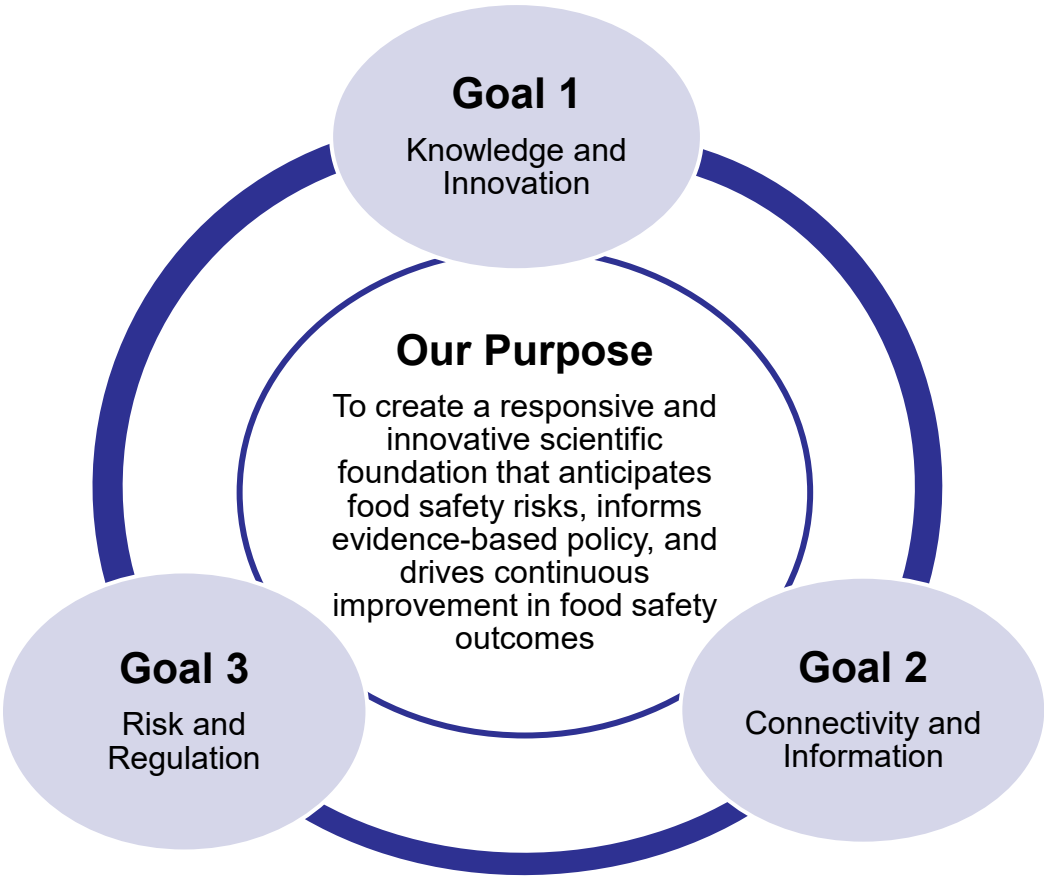 Goal 1
Knowledge and
Innovation
Our Purpose
To create a responsive and
innovative scientific
foundation that anticipates
food safety risks, informs
evidence-based policy, and
drives continuous
improvement in food safety
outcomes
Goal 3
Risk and
Regulation
Goal 2
Connectivity and
Information